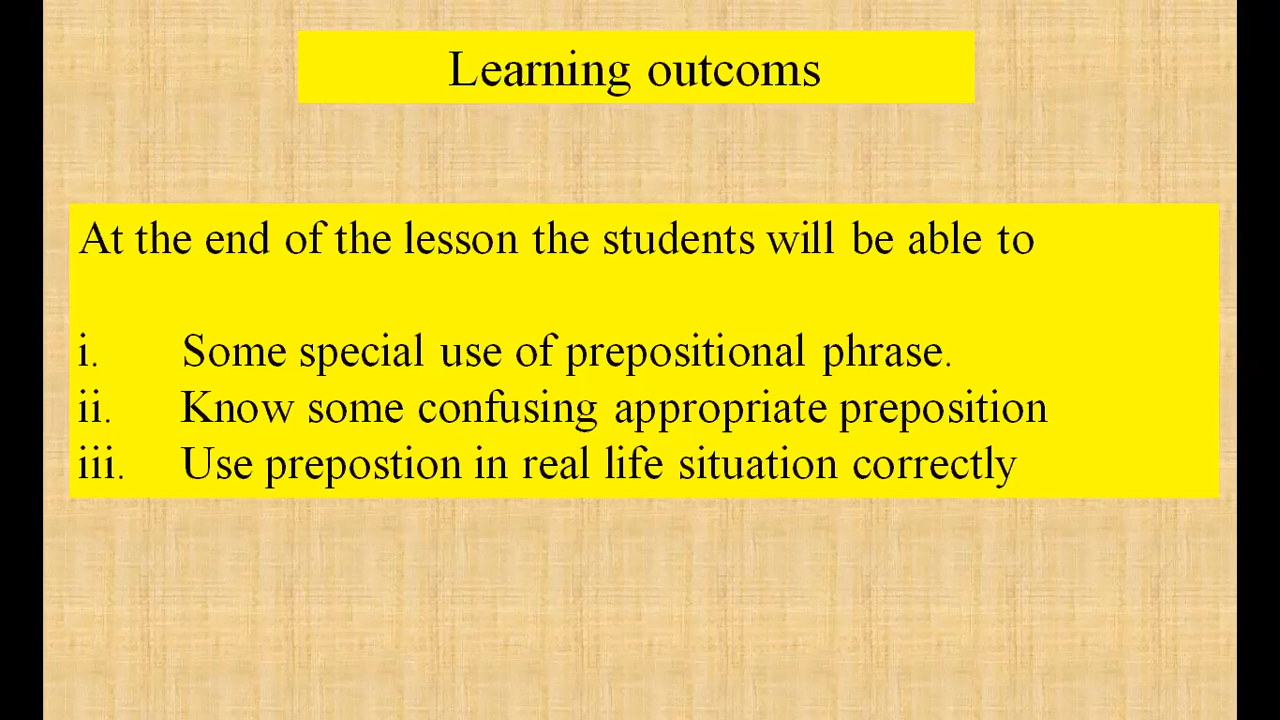 Learning outcoms
At the end of the lesson the students will be able to
i. Some special use of prepositional phrase.
ii. Know some confusing appropriate preposition
iii. Use prepostion in real life situation correctly